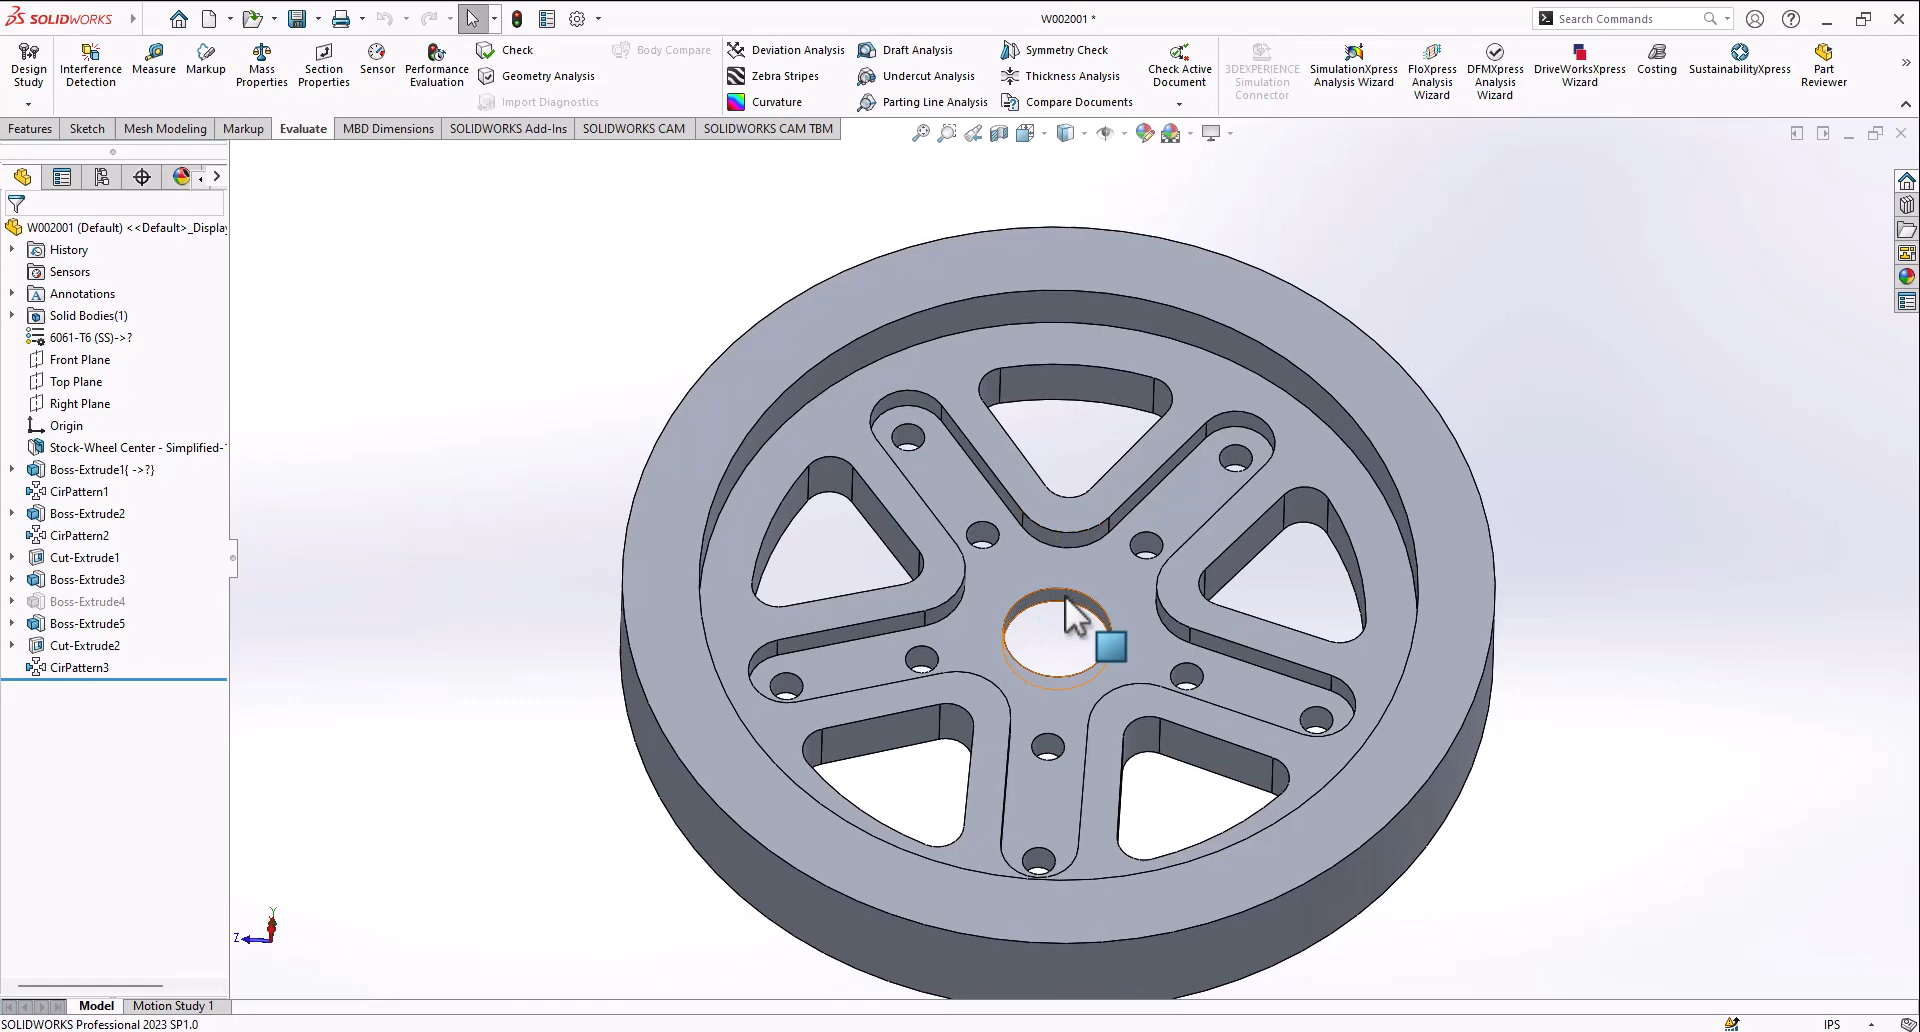 SOLIDWORKS
W002001 *
Search Commands
Design Study
Interference Detection
Measure
Markup
Mass Properties
Section Properties
Sensor
Performance Evaluation
Check
Geometry Analysis
Import Diagnostics
Body Compare
Deviation Analysis
Zebra Stripes
Curvature
Draft Analysis
Undercut Analysis
Parting Line Analysis
Symmetry Check
Thickness Analysis
Compare Documents
Check Active Document
3DEXPERIENCE Simulation Connector
SimulationXpress Analysis Wizard
FloXpress Analysis Wizard
DFMXpress Analysis Wizard
DriveWorksXpress Wizard
Costing
SustainabilityXpress
Part Reviewer
Features
Sketch
Mesh Modeling
Markup
Evaluate
MBD Dimensions
SOLIDWORKS Add-Ins
SOLIDWORKS CAM
SOLIDWORKS CAM TBM
W002001 (Default) <<Default>_Display
History
Sensors
Annotations
Solid Bodies(1)
6061-T6 (SS)->?
Front Plane
Top Plane
Right Plane
Origin
Stock-Wheel Center - Simplified-
Boss-Extrude1{ ->?}
CirPattern1
Boss-Extrude2
CirPattern2
Cut-Extrude1
Boss-Extrude3
Boss-Extrude4
Boss-Extrude5
Cut-Extrude2
CirPattern3
Y
Z
Model
Motion Study 1
SOLIDWORKS Professional 2023 SP1.0
IPS